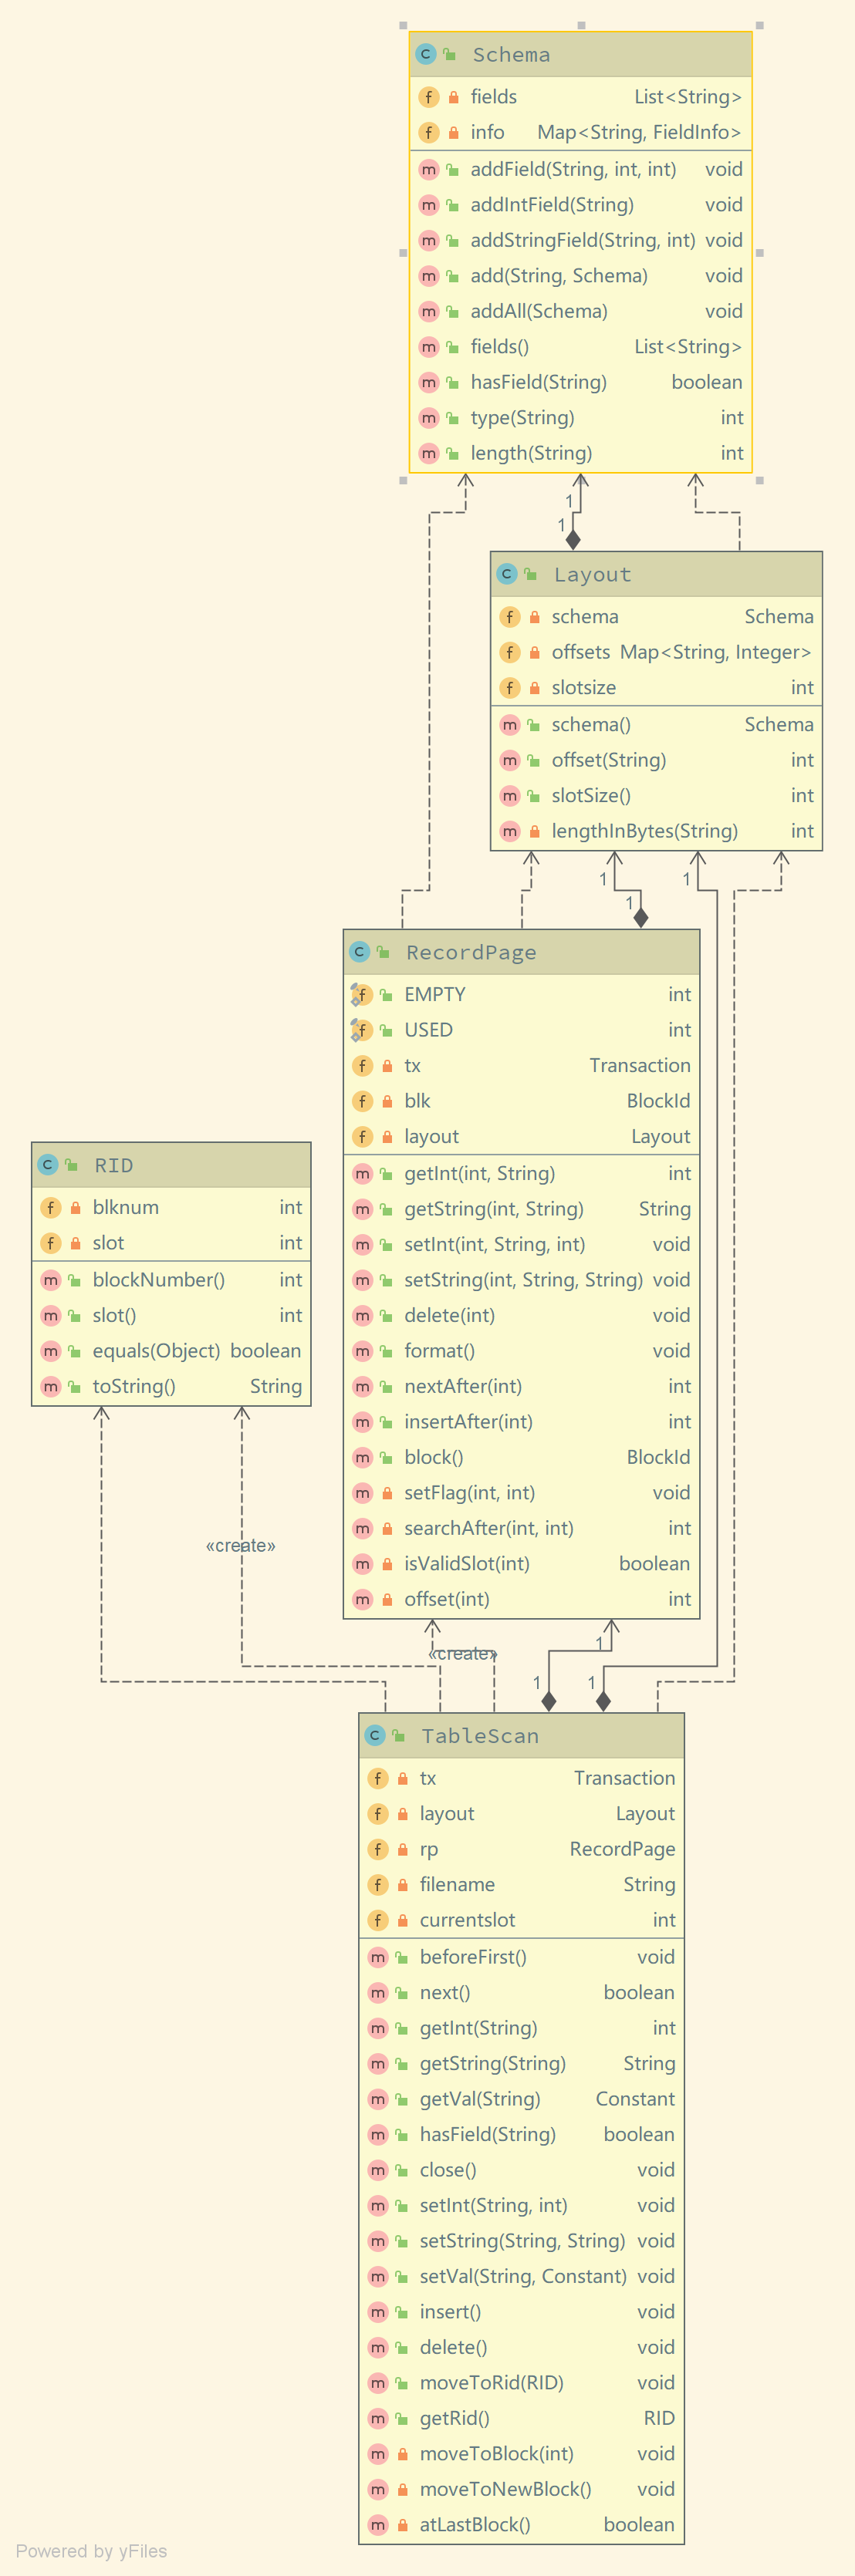 C Schema
f fields List<String>
f info Map<String, FieldInfo>
m addField(String, int, int) void
m addIntField(String) void
m addStringField(String, int) void
m add(String, Schema) void
m addAll(Schema) void
m fields() List<String>
m hasField(String) boolean
m type(String) int
m length(String) int
1
1
C Layout
f schema Schema
f offsets Map<String, Integer>
f slotsize int
m schema() Schema
m offset(String) int
m slotSize() int
m lengthInBytes(String) int
1 1
1
C RecordPage
f EMPTY int
f USED int
f tx Transaction
f blk BlockId
f layout Layout
m getInt(int, String) int
m getString(int, String) String
m setInt(int, String, int) void
m setString(int, String, String) void
m delete(int) void
m format() void
m nextAfter(int) int
m insertAfter(int) int
m block() BlockId
m setFlag(int, int) void
m searchAfter(int, int) int
m isValidSlot(int) boolean
m offset(int) int
C RID
f blknum int
f slot int
m blockNumber() int
m slot() int
m equals(Object) boolean
m toString() String
«create»
«create» 1
1 1
C TableScan
f tx Transaction
f layout Layout
f rp RecordPage
f filename String
f currentslot int
m beforeFirst() void
m next() boolean
m getInt(String) int
m getString(String) String
m getVal(String) Constant
m hasField(String) boolean
m close() void
m setInt(String, int) void
m setString(String, String) void
m setVal(String, Constant) void
m insert() void
m delete() void
m moveToRid(RID) void
m getRid() RID
m moveToBlock(int) void
m moveToNewBlock() void
m atLastBlock() boolean
Powered by yFiles